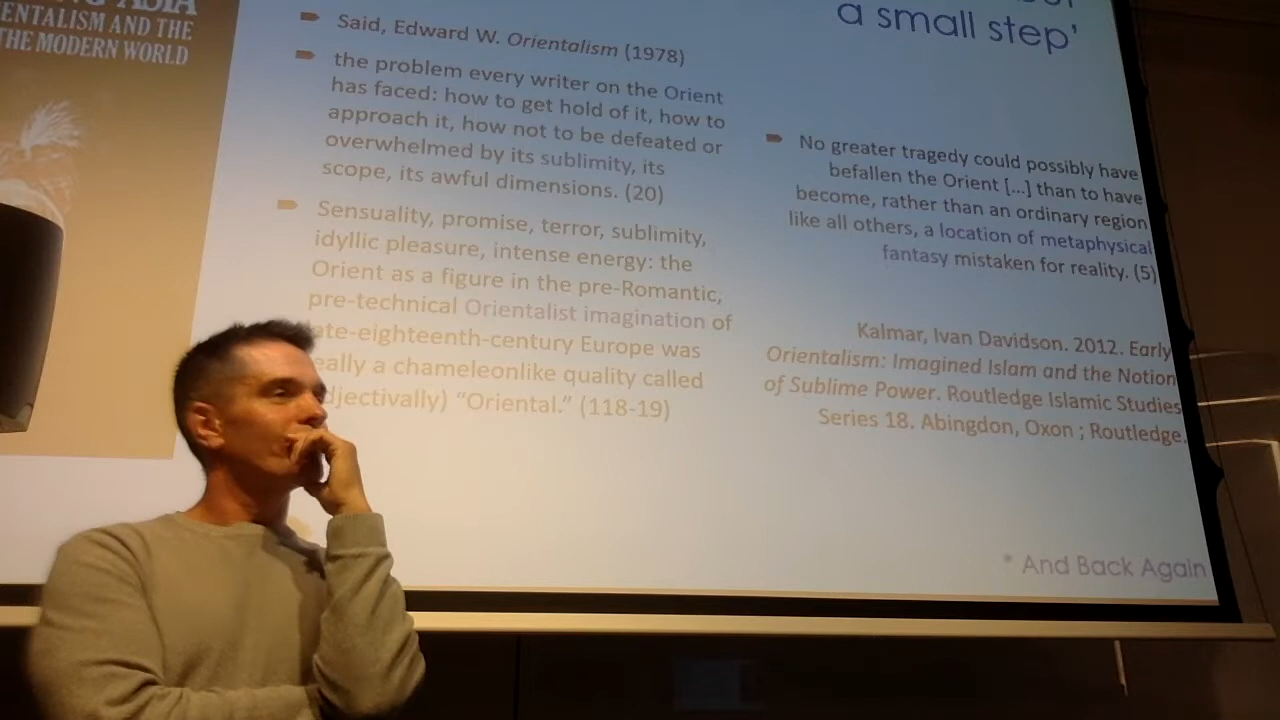 ENTALISM AND THE
THE MODERN WORLD
a small step'
Said, Edward W. Orientalism (1978)
the problem every writer on the Orient
has faced: how to get hold of it, how to
approach it, how not to be defeated or
overwhelmed by its sublimity, its
scope, its awful dimensions. (20)
Sensuality, promise, terror, sublimity,
idyllic pleasure, intense energy: the
Orient as a figure in the pre-Romantic,
pre-technical Orientalist imagination of
ate-eighteenth-century Europe was
eally a chameleonlike quality called
djectivally) “Oriental.” (118-19)
No greater tragedy could possibly have
befallen the Orient [...] than to have
become, rather than an ordinary region
like all others, a location of metaphysical
fantasy mistaken for reality. (5)
Kalmar, Ivan Davidson. 2012. Early
Orientalism: Imagined Islam and the Notion
of Sublime Power. Routledge Islamic Studies
Series 18. Abingdon, Oxon ; Routledge.
* And Back Again